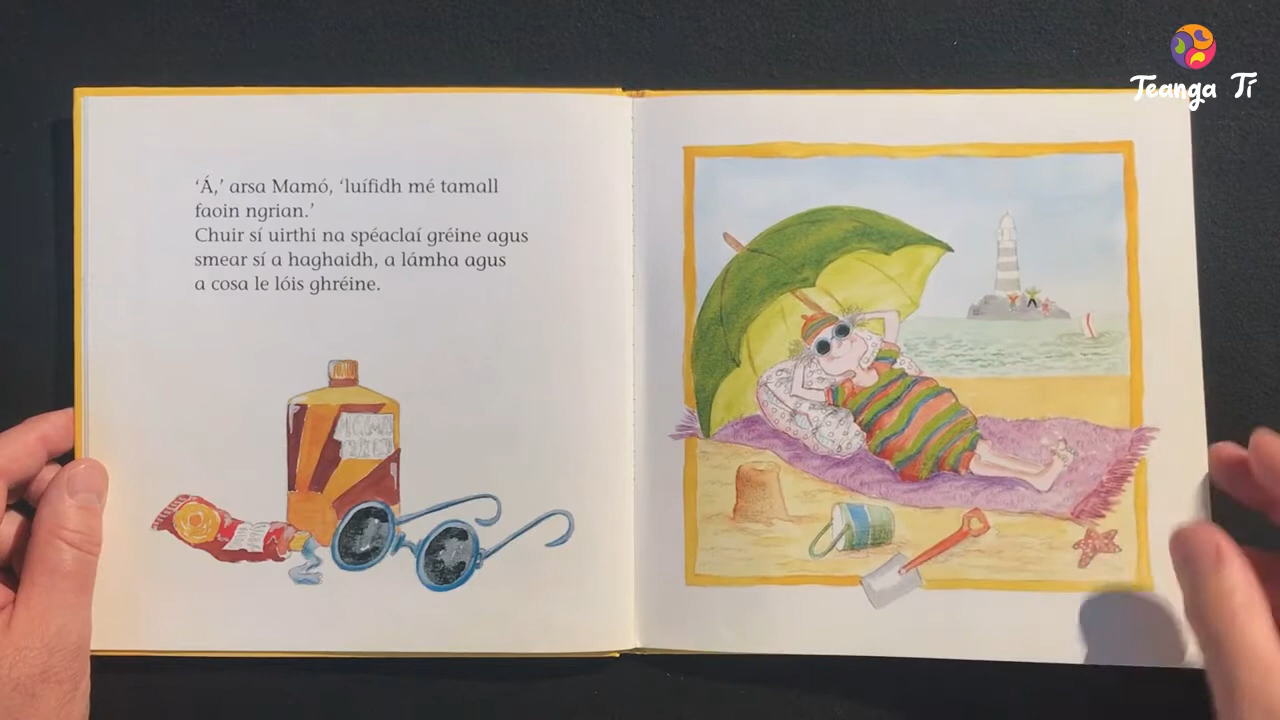 ‘Á,’ arsa Mamó, ‘luífidh mé tamall
faoin ngrian.’
Chuir sí uirthi na spéaclaí gréine agus
smear sí a haghaidh, a lámha agus
a cosa le lóis ghréine.
Teanga Tí